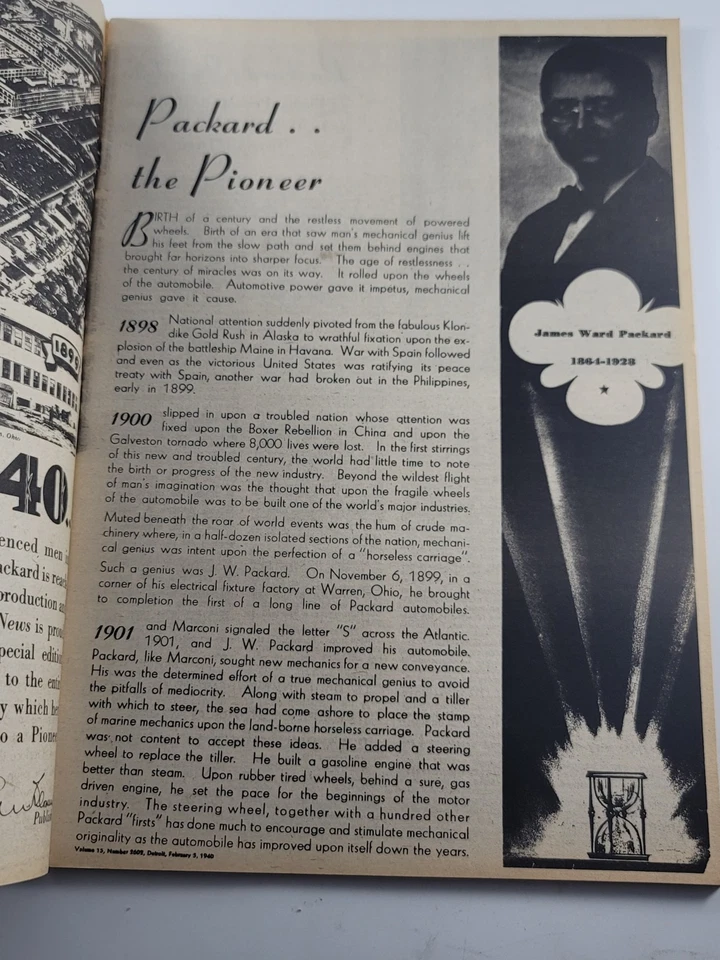 1899
, Ohio
40
enced men
ackard is reac
production an
News is prou
pecial editi
to the enti
y which he
o a Pione
Publis
Packard . .
the Pioneer
BIRTH of a century and the restless movement of powered
wheels. Birth of an era that saw man's mechanical genius lift
his feet from the slow path and set them behind engines that
brought far horizons into sharper focus. The age of restlessness . .
the century of miracles was on its way. It rolled upon the wheels
of the automobile. Automotive power gave it impetus, mechanical
genius gave it cause.
1898 National attention suddenly pivoted from the fabulous Klon-
dike Gold Rush in Alaska to wrathful fixation upon the ex-
plosion of the battleship Maine in Havana. War with Spain followed
and even as the victorious United States was ratifying its peace
treaty with Spain, another war had broken out in the Philippines,
early in 1899.
1900 slipped in upon a troubled nation whose attention was
fixed upon the Boxer Rebellion in China and upon the
Galveston tornado where 8,000 lives were lost. In the first stirrings
of this new and troubled century, the world had little time to note
the birth or progress of the new industry. Beyond the wildest flight
of man's imagination was the thought that upon the fragile wheels
of the automobile was to be built one of the world's major industries.
Muted beneath the roar of world events was the hum of crude ma-
chinery where, in a half-dozen isolated sections of the nation, mechani-
cal genius was intent upon the perfection of a "horseless carriage".
Such a genius was J. W. Packard. On November 6, 1899, in a
corner of his electrical fixture factory at Warren, Ohio, he brought
to completion the first of a long line of Packard automobiles.
1901 and Marconi signaled the letter "S" across the Atlantic.
1901, and J. W. Packard improved his automobile.
Packard, like Marconi, sought new mechanics for a new conveyance.
His was the determined effort of a true mechanical genius to avoid
the pitfalls of mediocrity. Along with steam to propel and a tiller
with which to steer, the sea had come ashore to place the stamp
of marine mechanics upon the land-borne horseless carriage. Packard
was not content to accept these ideas. He added a steering
wheel to replace the tiller. He built a gasoline engine that was
better than steam. Upon rubber tired wheels, behind a sure, gas
driven engine, he set the pace for the beginnings of the motor
industry. The steering wheel, together with a hundred other
Packard "firsts" has done much to encourage and stimulate mechanical
originality as the automobile has improved upon itself down the years.
Volume 15, Number 2602, Detroit, February 3, 1940
James Ward Packard
1864-1928